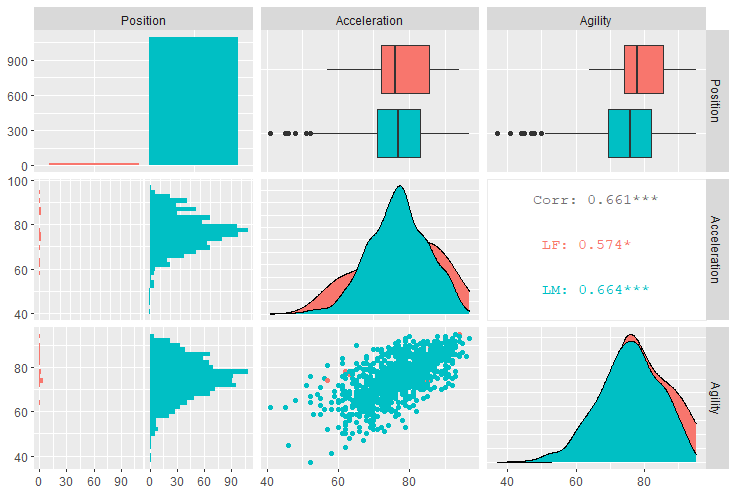 Position
Acceleration
Agility
900
600
300
0
Position
100
80
60
40
Corr: 0.661***
LF: 0.574*
LM: 0.664***
Acceleration
80
60
40
Agility
0 30 60 90 0 30 60 90
40 60 80
40 60 80